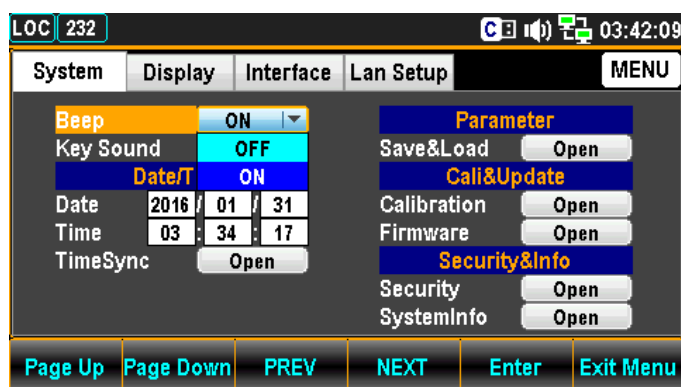 LOC 232 C 03:42:09
System Display Interface Lan Setup MENU
Beep ON
Key Sound OFF
Date/T ON
Date 2016 / 01 / 31
Time 03 : 34 : 17
TimeSync Open
Parameter
Save&Load Open
Cali&Update
Calibration Open
Firmware Open
Security&Info
Security Open
SystemInfo Open
Page Up Page Down PREV NEXT Enter Exit Menu